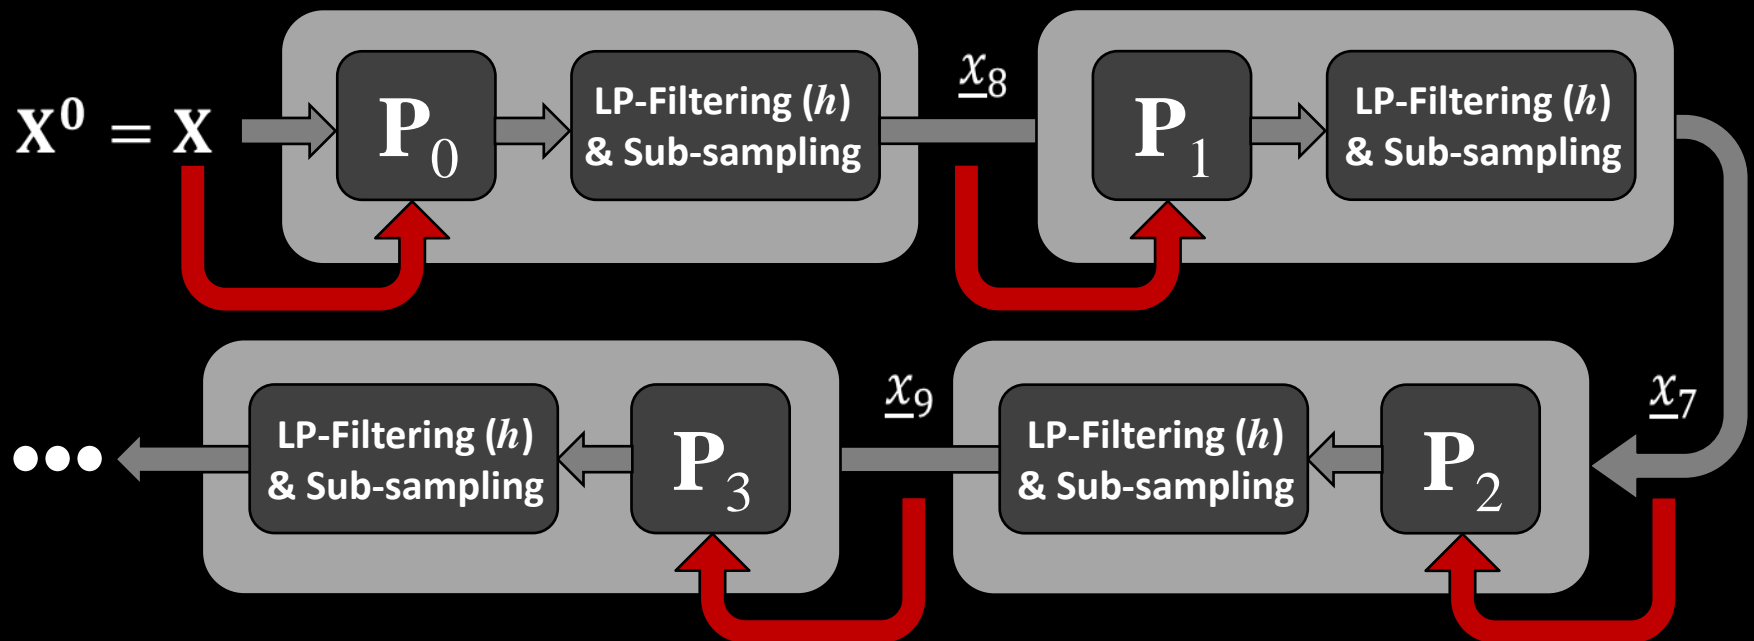 X⁰ = X
P₀
LP-Filtering (h)
& Sub-sampling
x₈
P₁
LP-Filtering (h)
& Sub-sampling
LP-Filtering (h)
& Sub-sampling
P₃
x₉
LP-Filtering (h)
& Sub-sampling
P₂
x₇